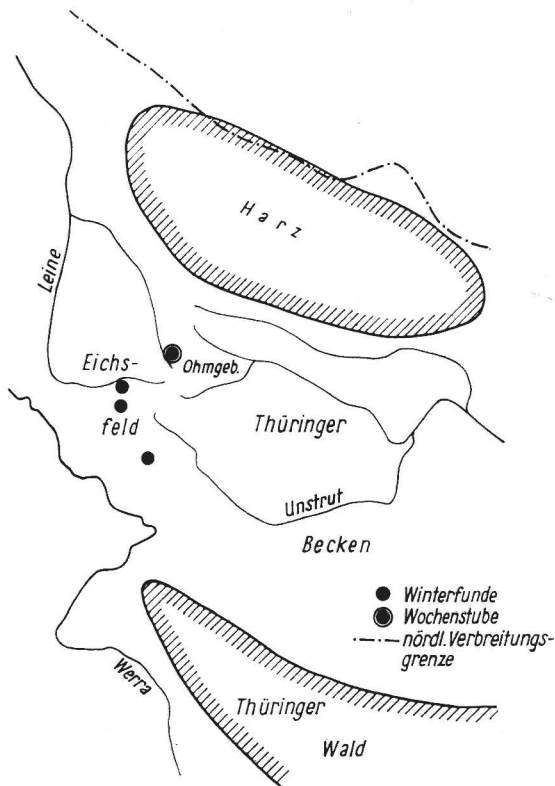 Harz
Leine
Eichs-
Ohmgeb.
feld
Thüringer
Unstrut
Becken
Winterfunde
Wochenstube
nördl. Verbreitungs-
grenze
Werra
Thüringer
Wald